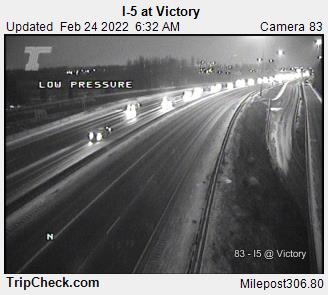 I-5 at Victory
Updated Feb 24 2022 6:32 AM Camera 83
T
LOW PRESSURE
N
83 - I5 @ Victory
TripCheck.com Milepost306.80